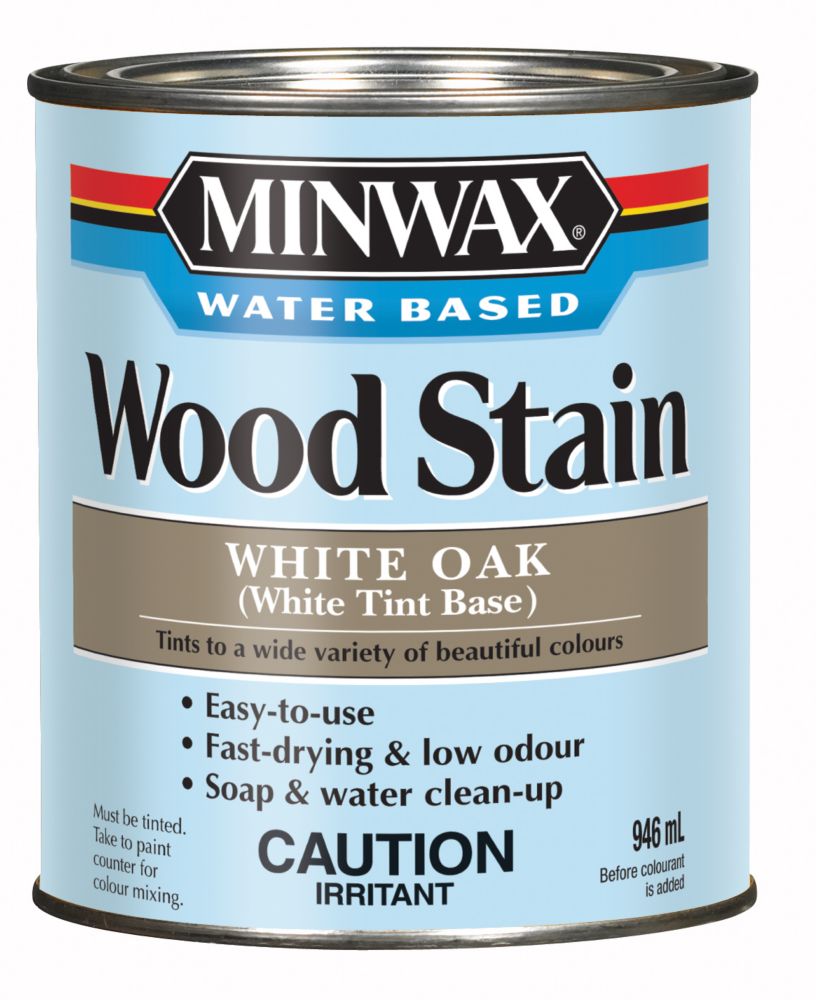 MINWAX®
WATER BASED
Wood Stain
WHITE OAK
(White Tint Base)
Tints to a wide variety of beautiful colours
• Easy-to-use
• Fast-drying & low odour
• Soap & water clean-up
Must be tinted.
Take to paint
counter for
colour mixing.
CAUTION
IRRITANT
946 mL
Before colourant
is added